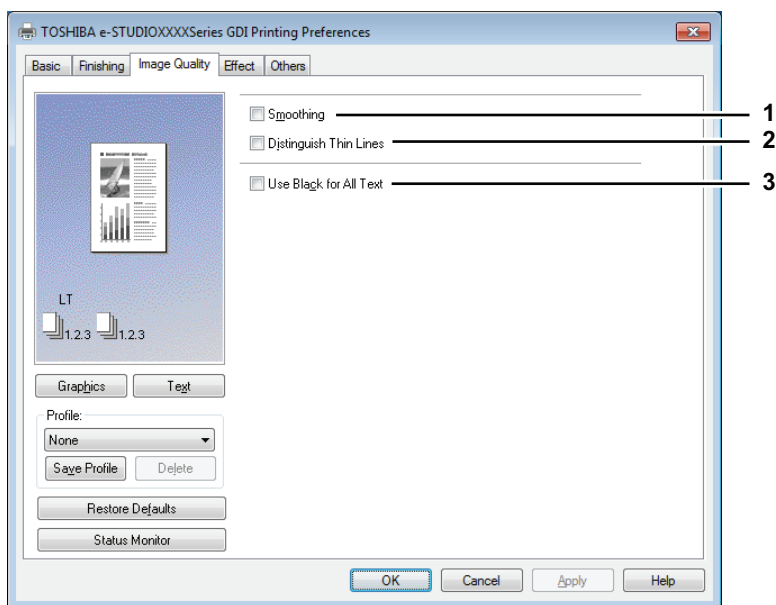 TOSHIBA e-STUDIOXXXXSeries GDI Printing Preferences
Basic Finishing Image Quality Effect Others
Smoothing 1
Distinguish Thin Lines 2
Use Black for All Text 3
LT
1.2.3 1.2.3
Graphics Text
Profile:
None
Save Profile Delete
Restore Defaults
Status Monitor
OK Cancel Apply Help